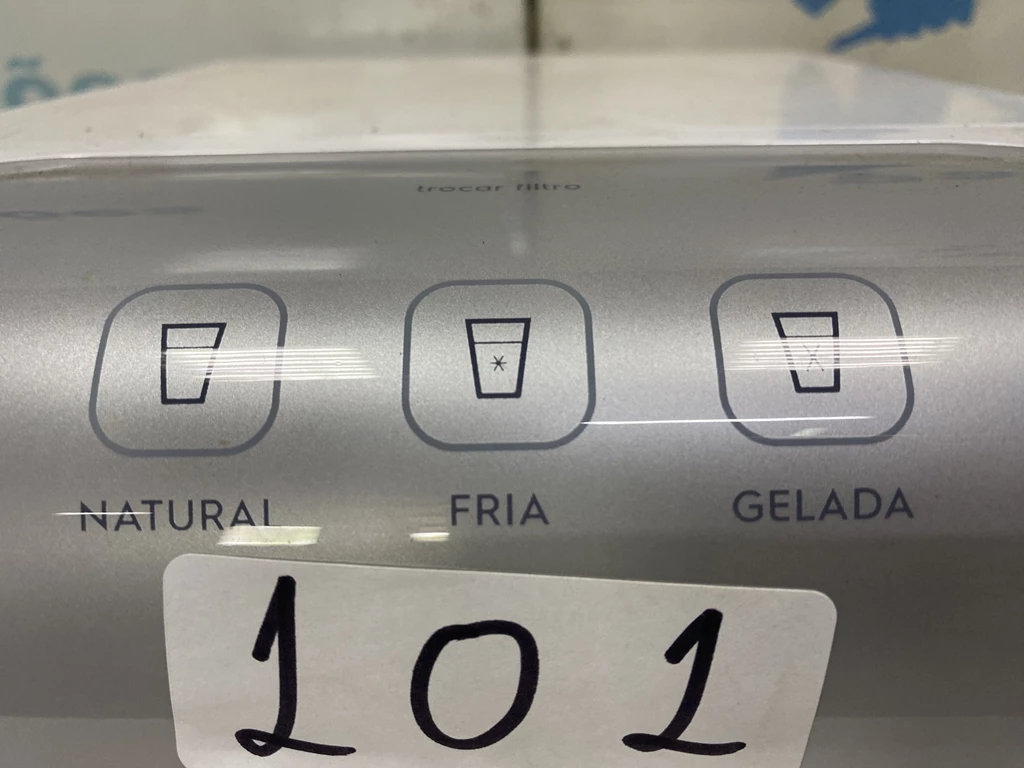 trocar filtro
NATURAL FRIA GELADA
101